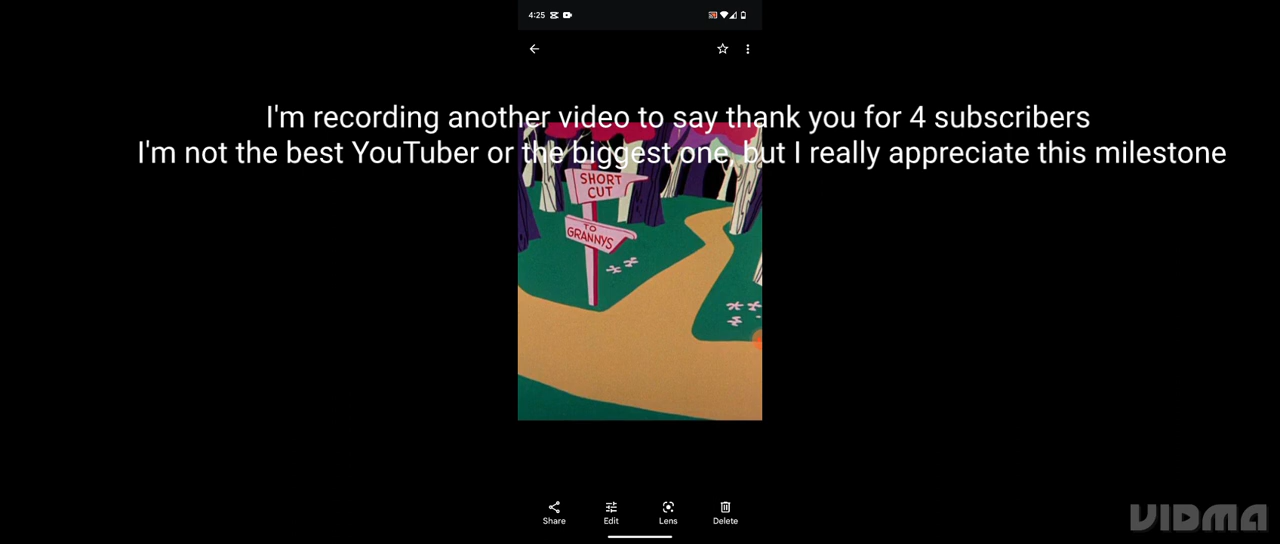 4:25
I'm recording another video to say thank you for 4 subscribers
I'm not the best YouTuber or the biggest one, but I really appreciate this milestone
SHORT
CUT
TO
GRANNYS
Share Edit Lens Delete
VIDMA